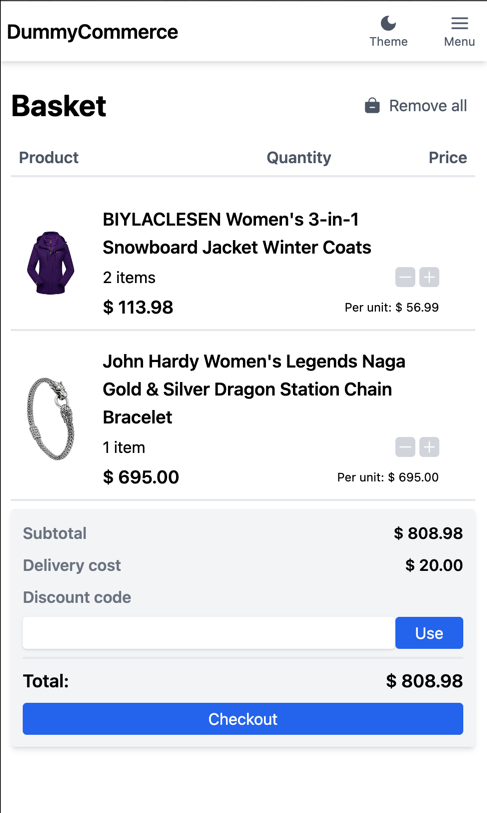 DummyCommerce
Theme
Menu
Basket
Remove all
Product Quantity Price
BIYLACLESEN Women's 3-in-1
Snowboard Jacket Winter Coats
2 items
$ 113.98
Per unit: $ 56.99
John Hardy Women's Legends Naga
Gold & Silver Dragon Station Chain
Bracelet
1 item
$ 695.00
Per unit: $ 695.00
Subtotal $ 808.98
Delivery cost $ 20.00
Discount code
Use
Total: $ 808.98
Checkout